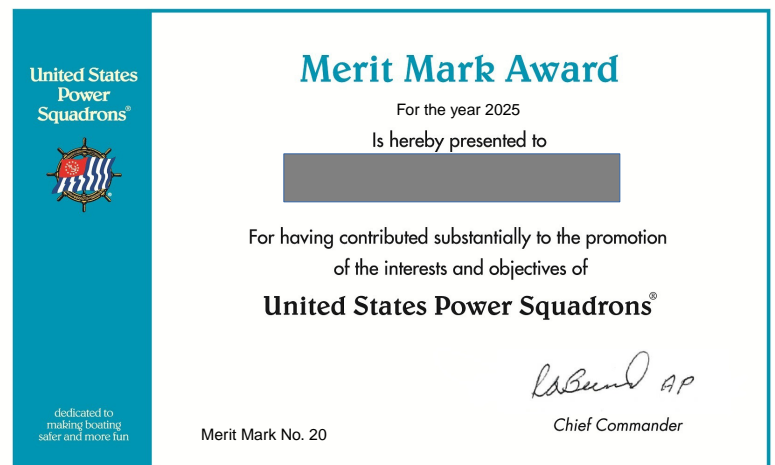 United States
Power
Squadrons®
dedicated to
making boating
safer and more fun
Merit Mark Award
For the year 2025
Is hereby presented to
For having contributed substantially to the promotion
of the interests and objectives of
United States Power Squadrons®
AP
Chief Commander
Merit Mark No. 20